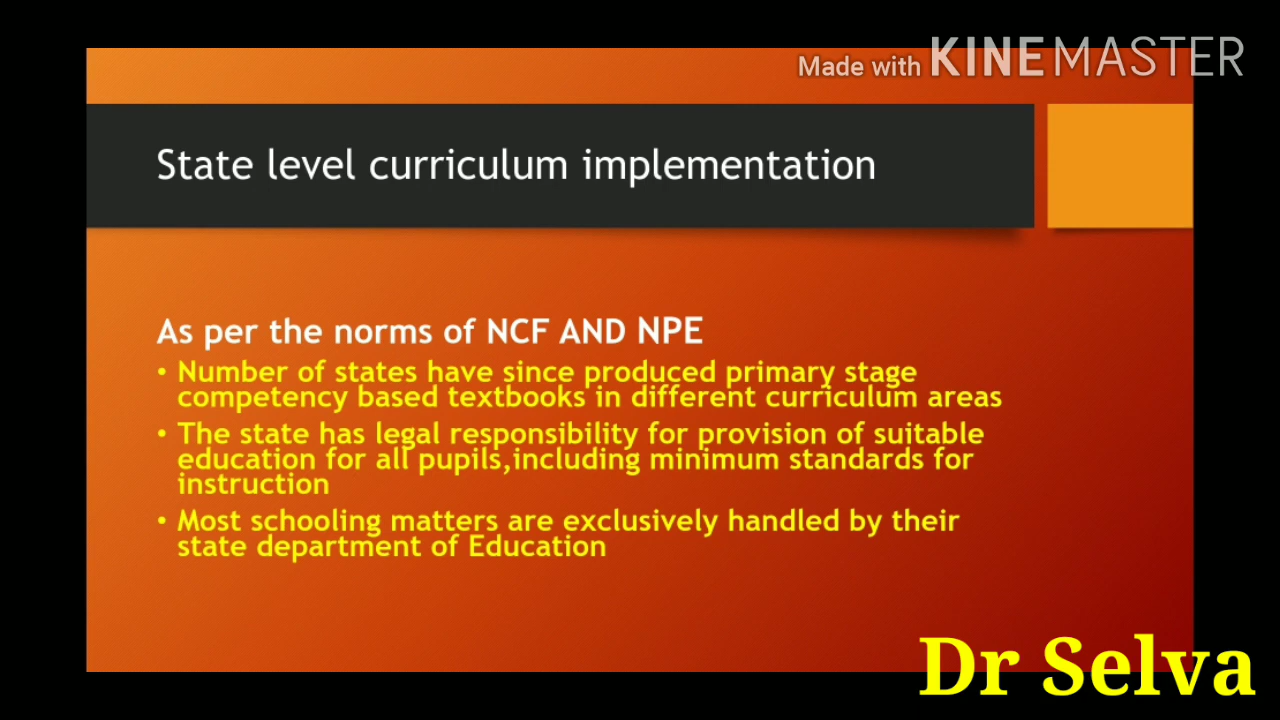 Made with KINEMASTER
State level curriculum implementation
As per the norms of NCF AND NPE
• Number of states have since produced primary stage
competency based textbooks in different curriculum areas
• The state has legal responsibility for provision of suitable
education for all pupils,including minimum standards for
instruction
• Most schooling matters are exclusively handled by their
state department of Education
Dr Selva